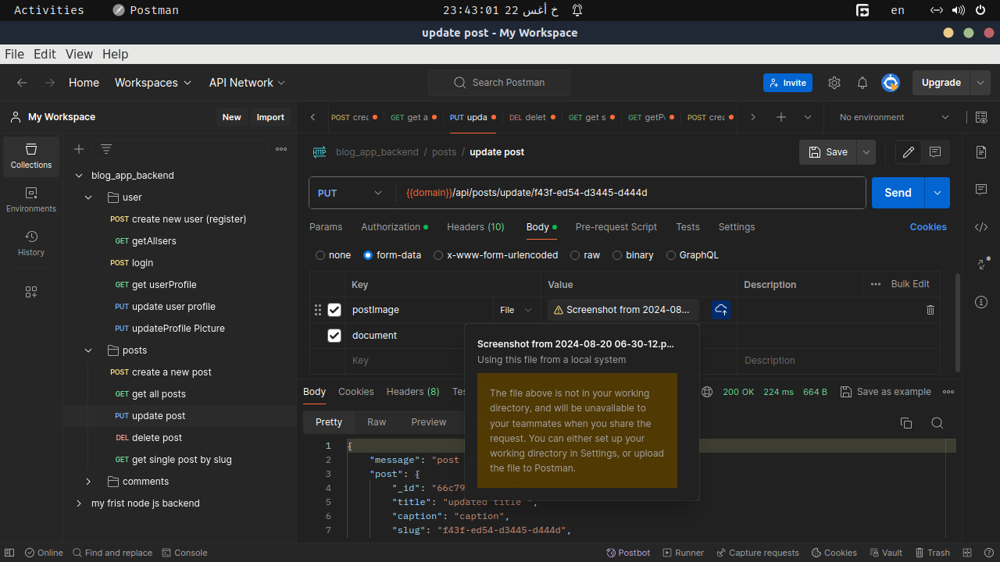 Activities Postman خ أغس 22 23:43:01 en
update post - My Workspace
File Edit View Help
Home Workspaces API Network Search Postman Invite Upgrade
My Workspace New Import
POST crea GET get a PUT upda DEL delet GET get s GET getP POST crea No environment
Collections
Environments
History
blog_app_backend
user
POST create new user (register)
GET getAllsers
POST login
GET get userProfile
PUT update user profile
PUT updateProfile Picture
posts
POST create a new post
GET get all posts
PUT update post
DEL delete post
GET get single post by slug
comments
my frist node js backend
HTTP blog_app_backend / posts / update post Save
PUT {{domain}}/api/posts/update/f43f-ed54-d3445-d444d Send
Params Authorization Headers (10) Body Pre-request Script Tests Settings Cookies
none form-data x-www-form-urlencoded raw binary GraphQL
Key Value Description Bulk Edit
postImage File Screenshot from 2024-08...
document
Key Description
Screenshot from 2024-08-20 06-30-12.p...
Using this file from a local system
The file above is not in your working
directory, and will be unavailable to
your teammates when you share the
request. You can either set up your
working directory in Settings, or upload
the file to Postman.
Body Cookies Headers (8) Tes 200 OK 224 ms 664 B Save as example
Pretty Raw Preview
1 {
2 "message": "post
3 "post": {
4 "_id": "66c79
5 "title": "updated title ",
6 "caption": "caption",
7 "slug": "f43f-ed54-d3445-d444d",
Online Find and replace Console Postbot Runner Capture requests Cookies Vault Trash